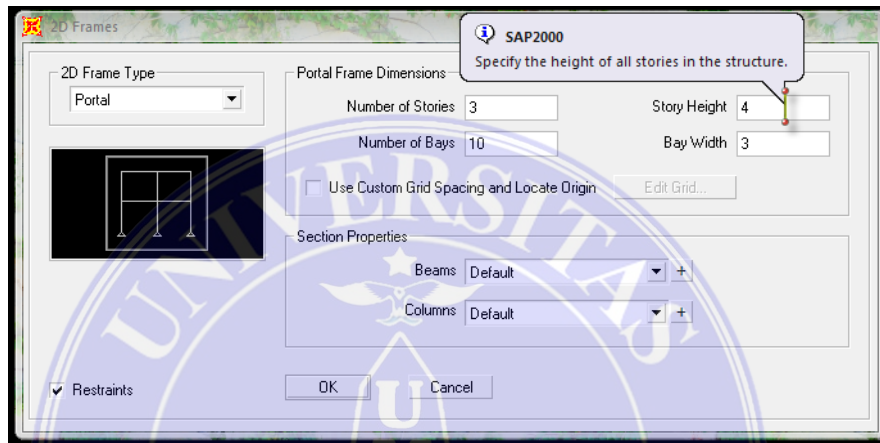 2D Frames
SAP2000
Specify the height of all stories in the structure.
2D Frame Type
Portal
Portal Frame Dimensions
Number of Stories 3
Story Height 4
Number of Bays 10
Bay Width 3
Use Custom Grid Spacing and Locate Origin
Edit Grid...
Section Properties
Beams Default +
Columns Default +
Restraints
OK
Cancel
UNIVERSITAS
U